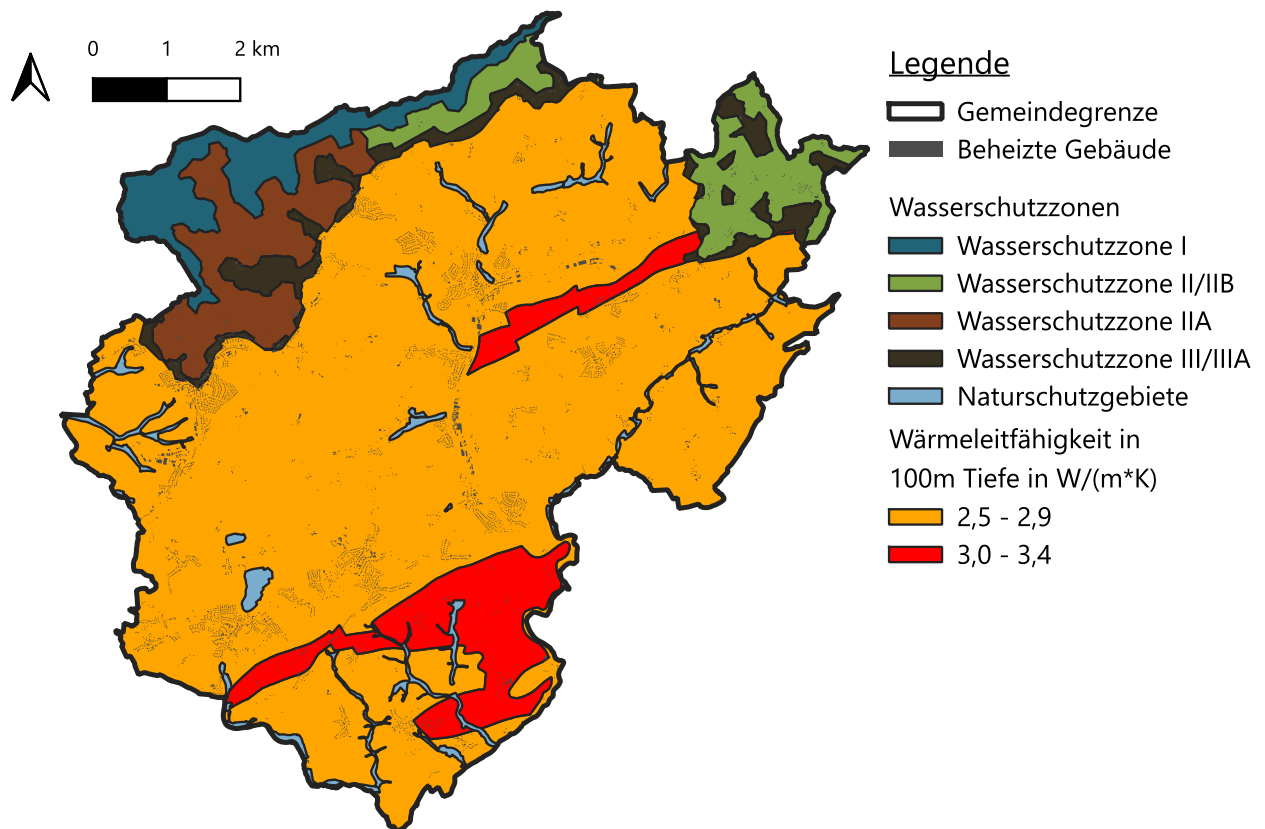 0 1 2 km
Legende
Gemeindegrenze
Beheizte Gebäude
Wasserschutzzonen
Wasserschutzzone I
Wasserschutzzone II/IIB
Wasserschutzzone IIA
Wasserschutzzone III/IIIA
Naturschutzgebiete
Wärmeleitfähigkeit in
100m Tiefe in W/(m*K)
2,5 - 2,9
3,0 - 3,4